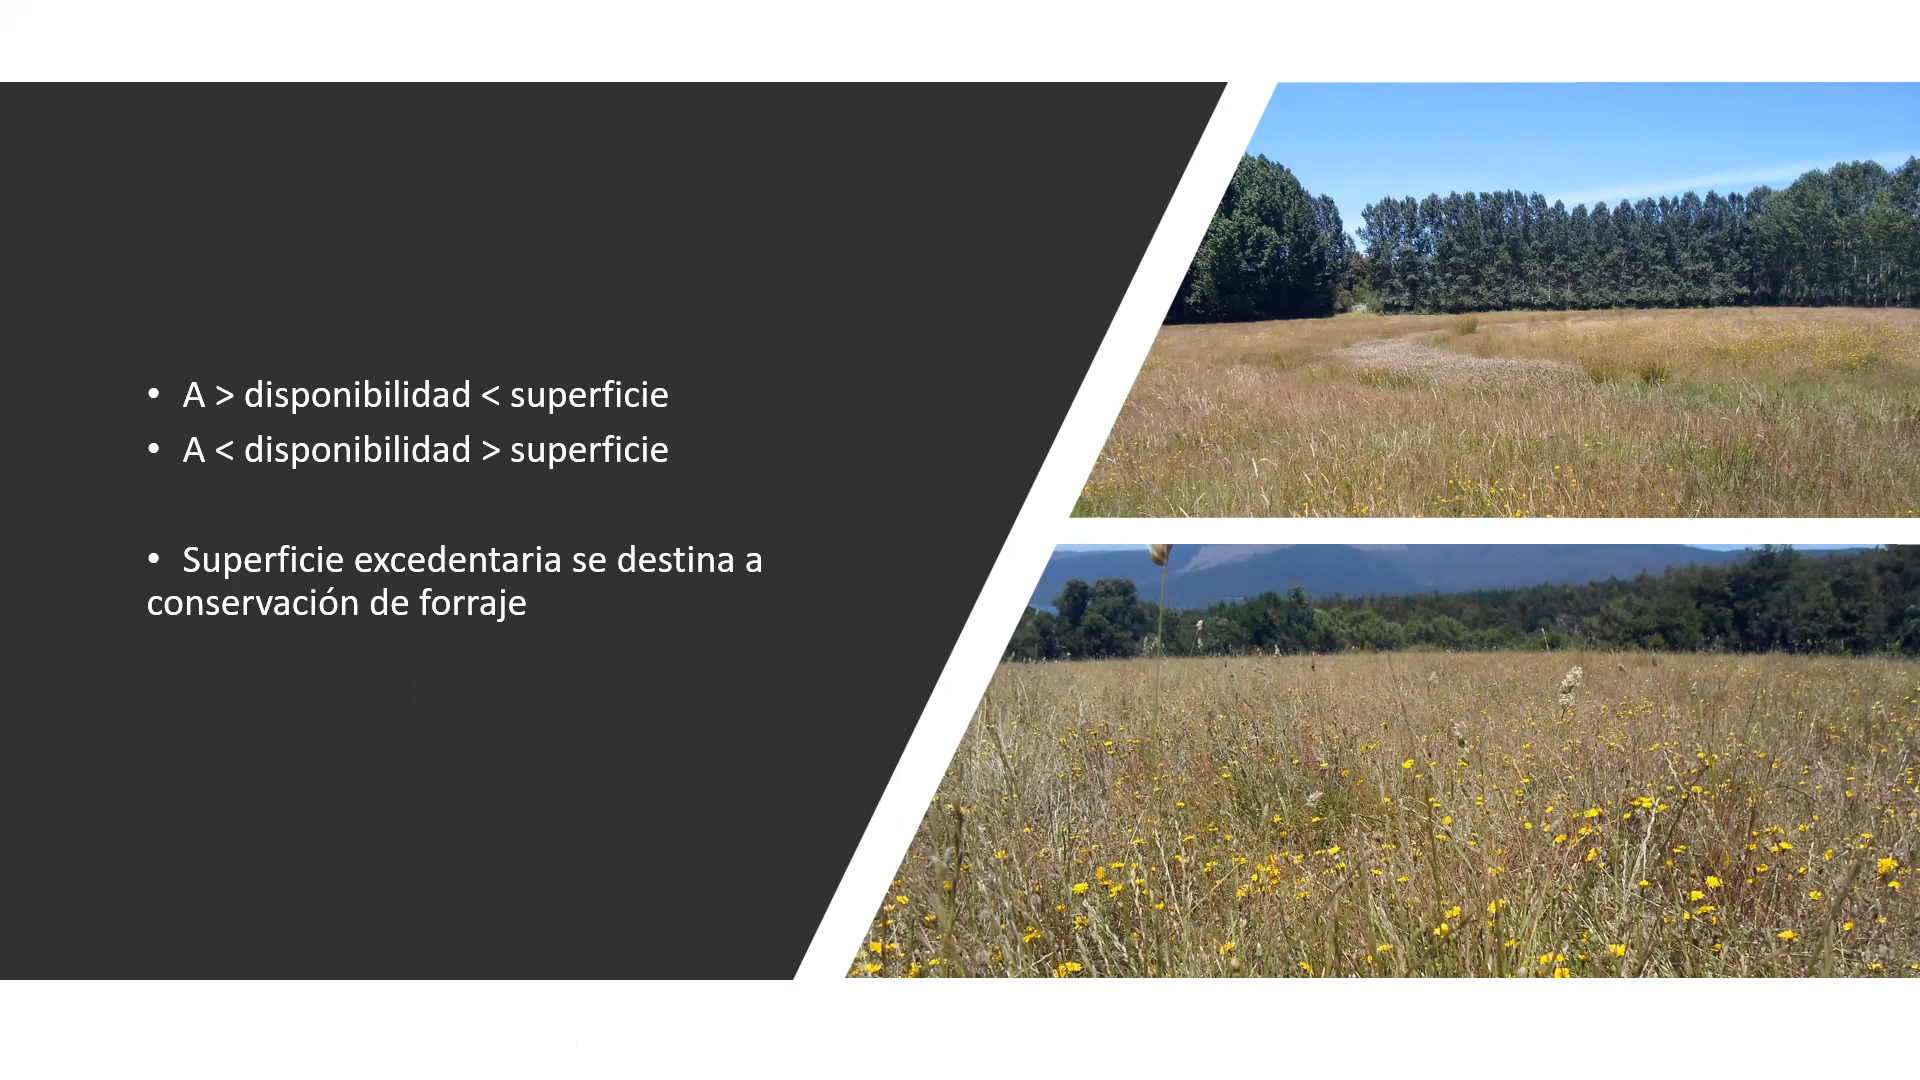 • A > disponibilidad < superficie
• A < disponibilidad > superficie
• Superficie excedentaria se destina a
conservación de forraje